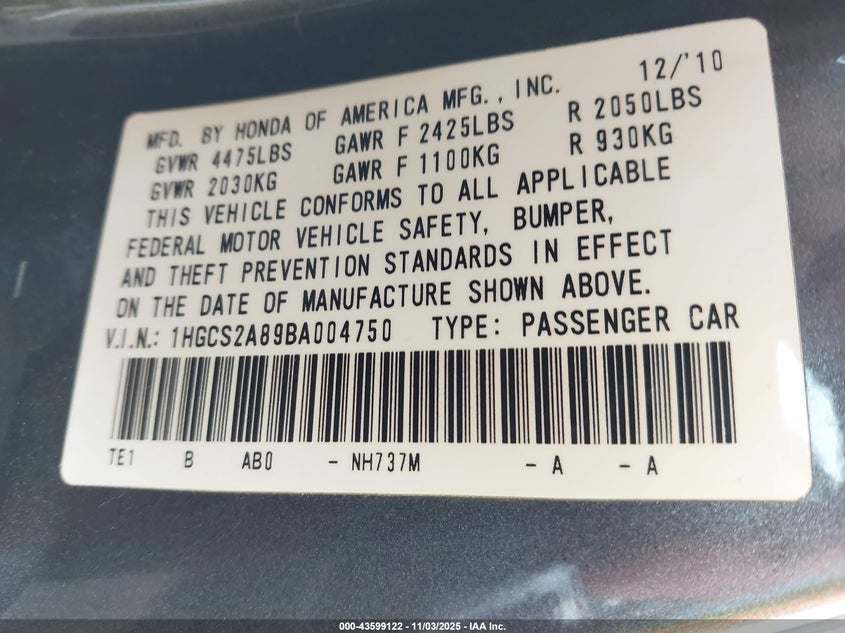 12/'10
MFD. BY HONDA OF AMERICA MFG., INC.
GVWR 4475LBS GAWR F 2425LBS R 2050LBS
GVWR 2030KG GAWR F 1100KG R 930KG
THIS VEHICLE CONFORMS TO ALL APPLICABLE
FEDERAL MOTOR VEHICLE SAFETY, BUMPER,
AND THEFT PREVENTION STANDARDS IN EFFECT
ON THE DATE OF MANUFACTURE SHOWN ABOVE.
V.I.N.: 1HGCS2A89BA004750 TYPE: PASSENGER CAR
TE1 B AB0 - NH737M - A - A
000-43599122 - 11/03/2025 - IAA Inc.